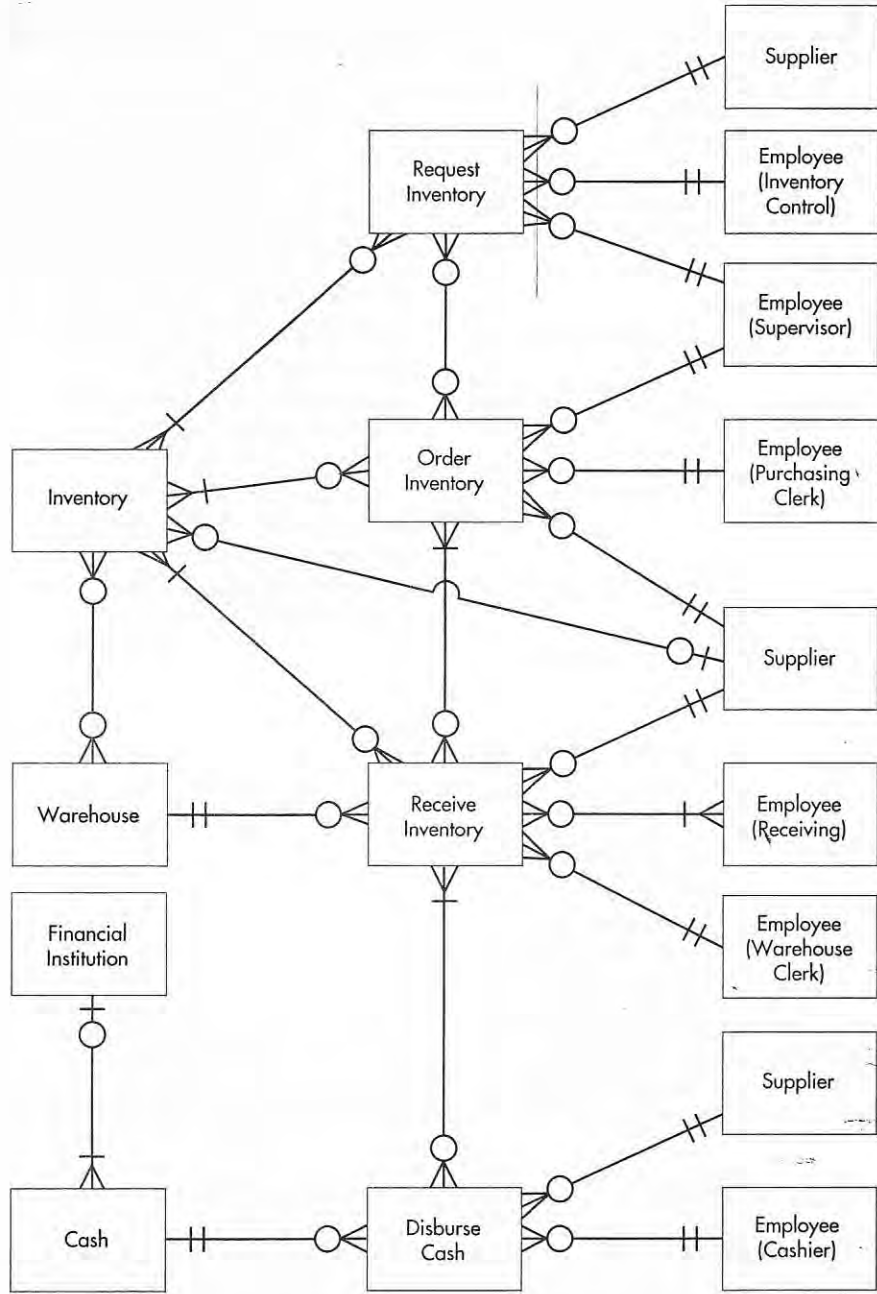 Supplier
Request
Inventory
Employee
(Inventory
Control)
Employee
(Supervisor)
Inventory
Order
Inventory
Employee
(Purchasing
Clerk)
Supplier
Warehouse
Receive
Inventory
Employee
(Receiving)
Financial
Institution
Employee
(Warehouse
Clerk)
Supplier
Cash
Disburse
Cash
Employee
(Cashier)